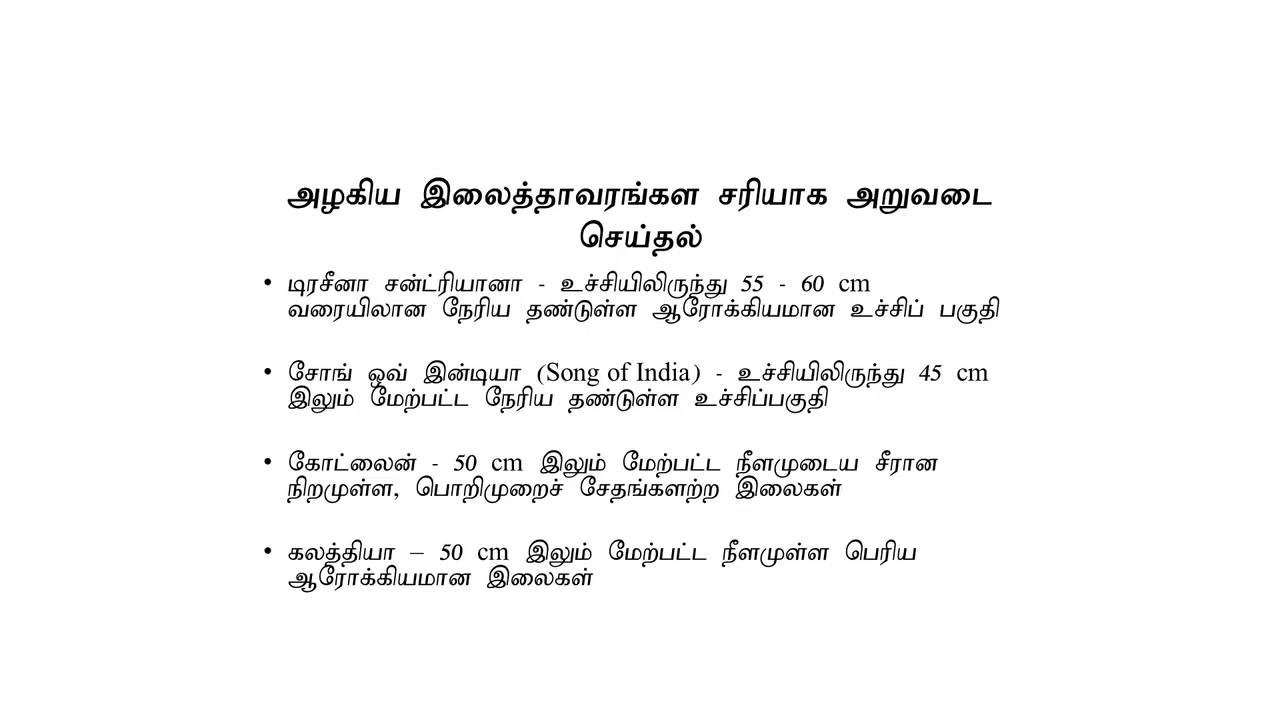 அழகிய இலைத்தாவரங்கள சரியாக அறுவடை
செய்தல்
• டிரசீனா சன்ட்ரியானா - உச்சியிலிருந்து 55 - 60 cm
வரையிலான நேரிய தண்டுள்ள ஆரோக்கியமான உச்சிப் பகுதி
• சோங் ஒவ் இன்டியா (Song of India) - உச்சியிலிருந்து 45 cm
இலும் மேற்பட்ட நேரிய தண்டுள்ள உச்சிப்பகுதி
• கோட்லைன் - 50 cm இலும் மேற்பட்ட நீளமுடைய சீரான
நிறமுள்ள, பொறிமுறைச் சேதங்களற்ற இலைகள்
• கலத்தியா – 50 cm இலும் மேற்பட்ட நீளமுள்ள பெரிய
ஆரோக்கியமான இலைகள்